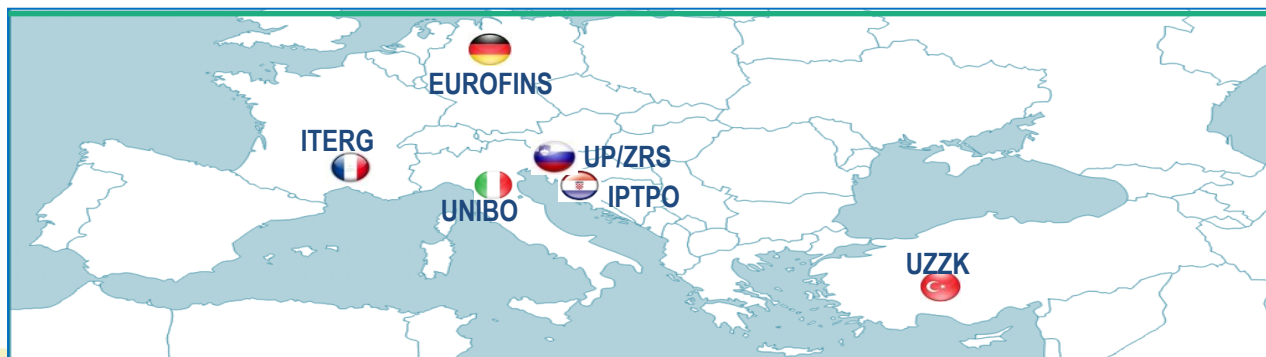 EUROFINS
ITERG
UP/ZRS
IPTPO
UNIBO
UZZK